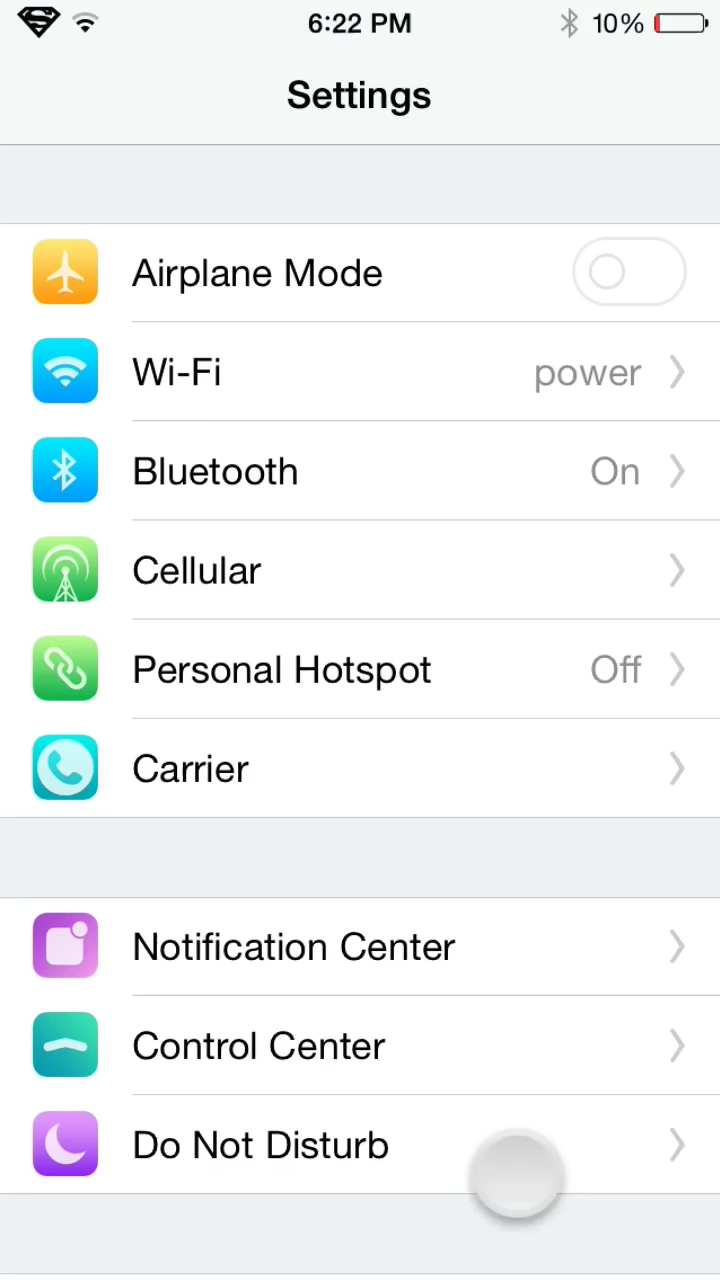 6:22 PM
10%
Settings
Airplane Mode
Wi-Fi power
Bluetooth On
Cellular
Personal Hotspot Off
Carrier
Notification Center
Control Center
Do Not Disturb